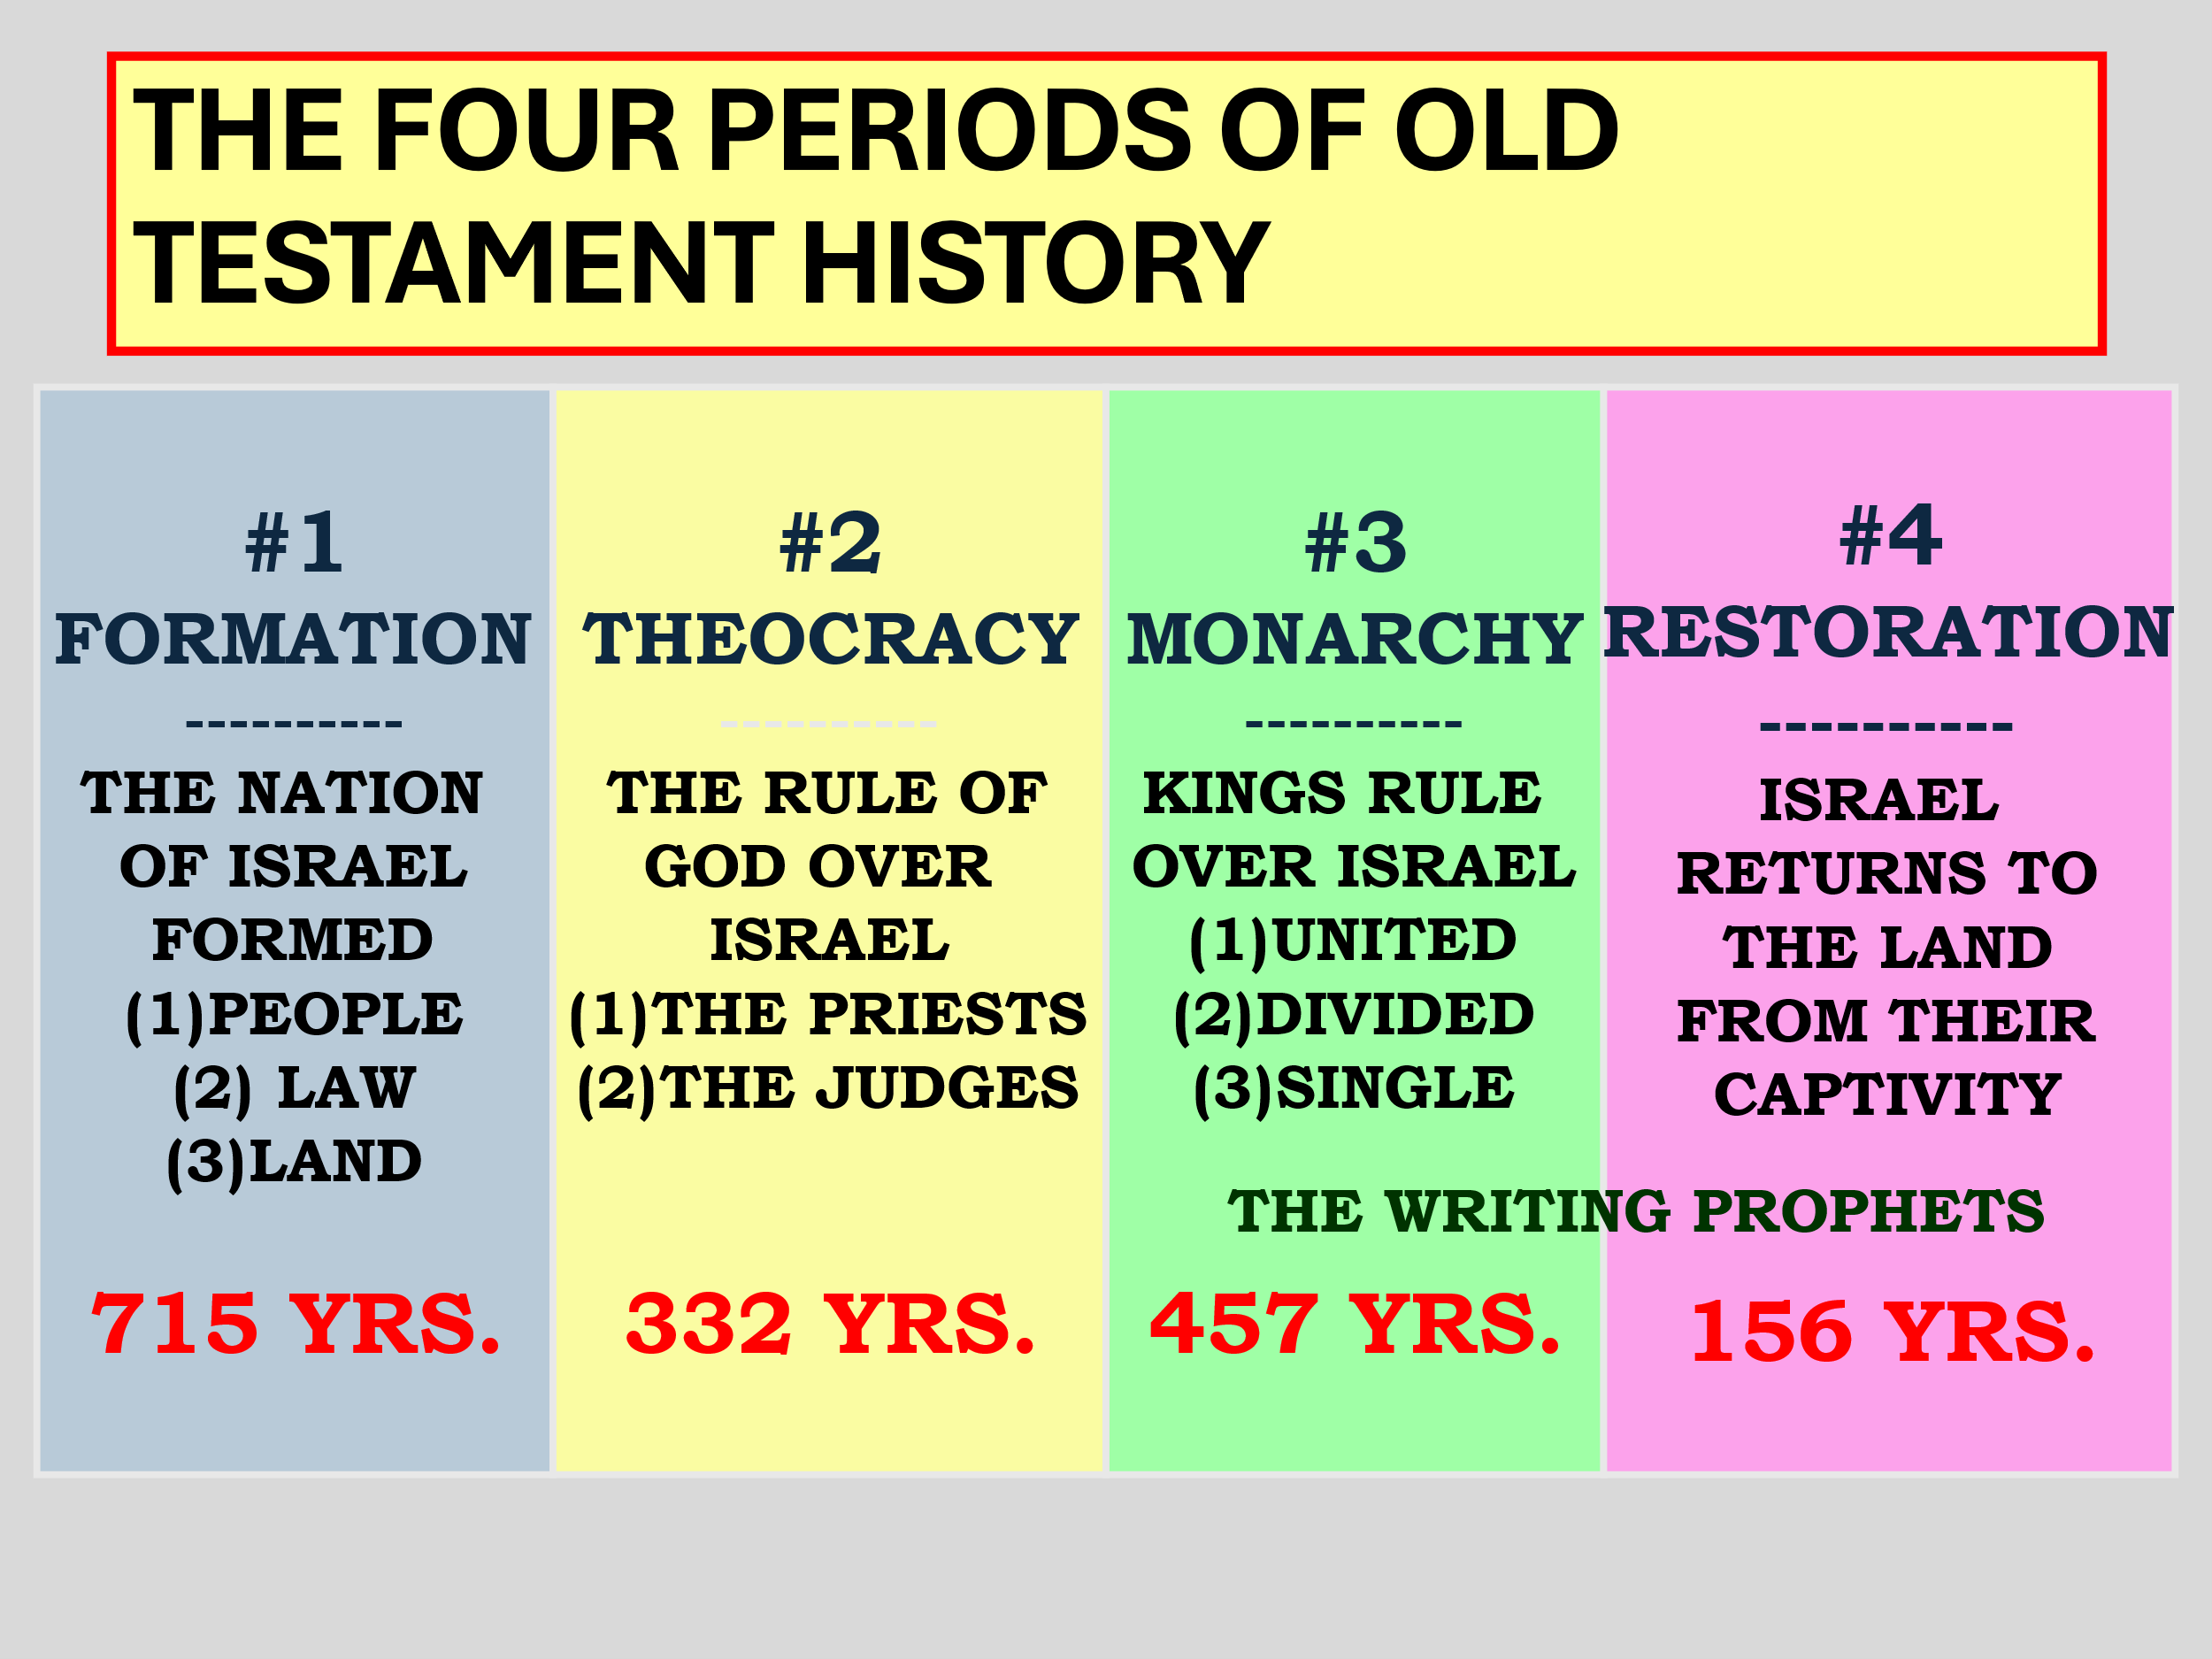 THE FOUR PERIODS OF OLD
TESTAMENT HISTORY
#1
FORMATION
----------
THE NATION
OF ISRAEL
FORMED
(1)PEOPLE
(2) LAW
(3)LAND
715 YRS.
#2
THEOCRACY
----------
THE RULE OF
GOD OVER
ISRAEL
(1)THE PRIESTS
(2)THE JUDGES
332 YRS.
#3
MONARCHY
----------
KINGS RULE
OVER ISRAEL
(1)UNITED
(2)DIVIDED
(3)SINGLE
457 YRS.
#4
RESTORATION
----------
ISRAEL
RETURNS TO
THE LAND
FROM THEIR
CAPTIVITY
THE WRITING PROPHETS
156 YRS.